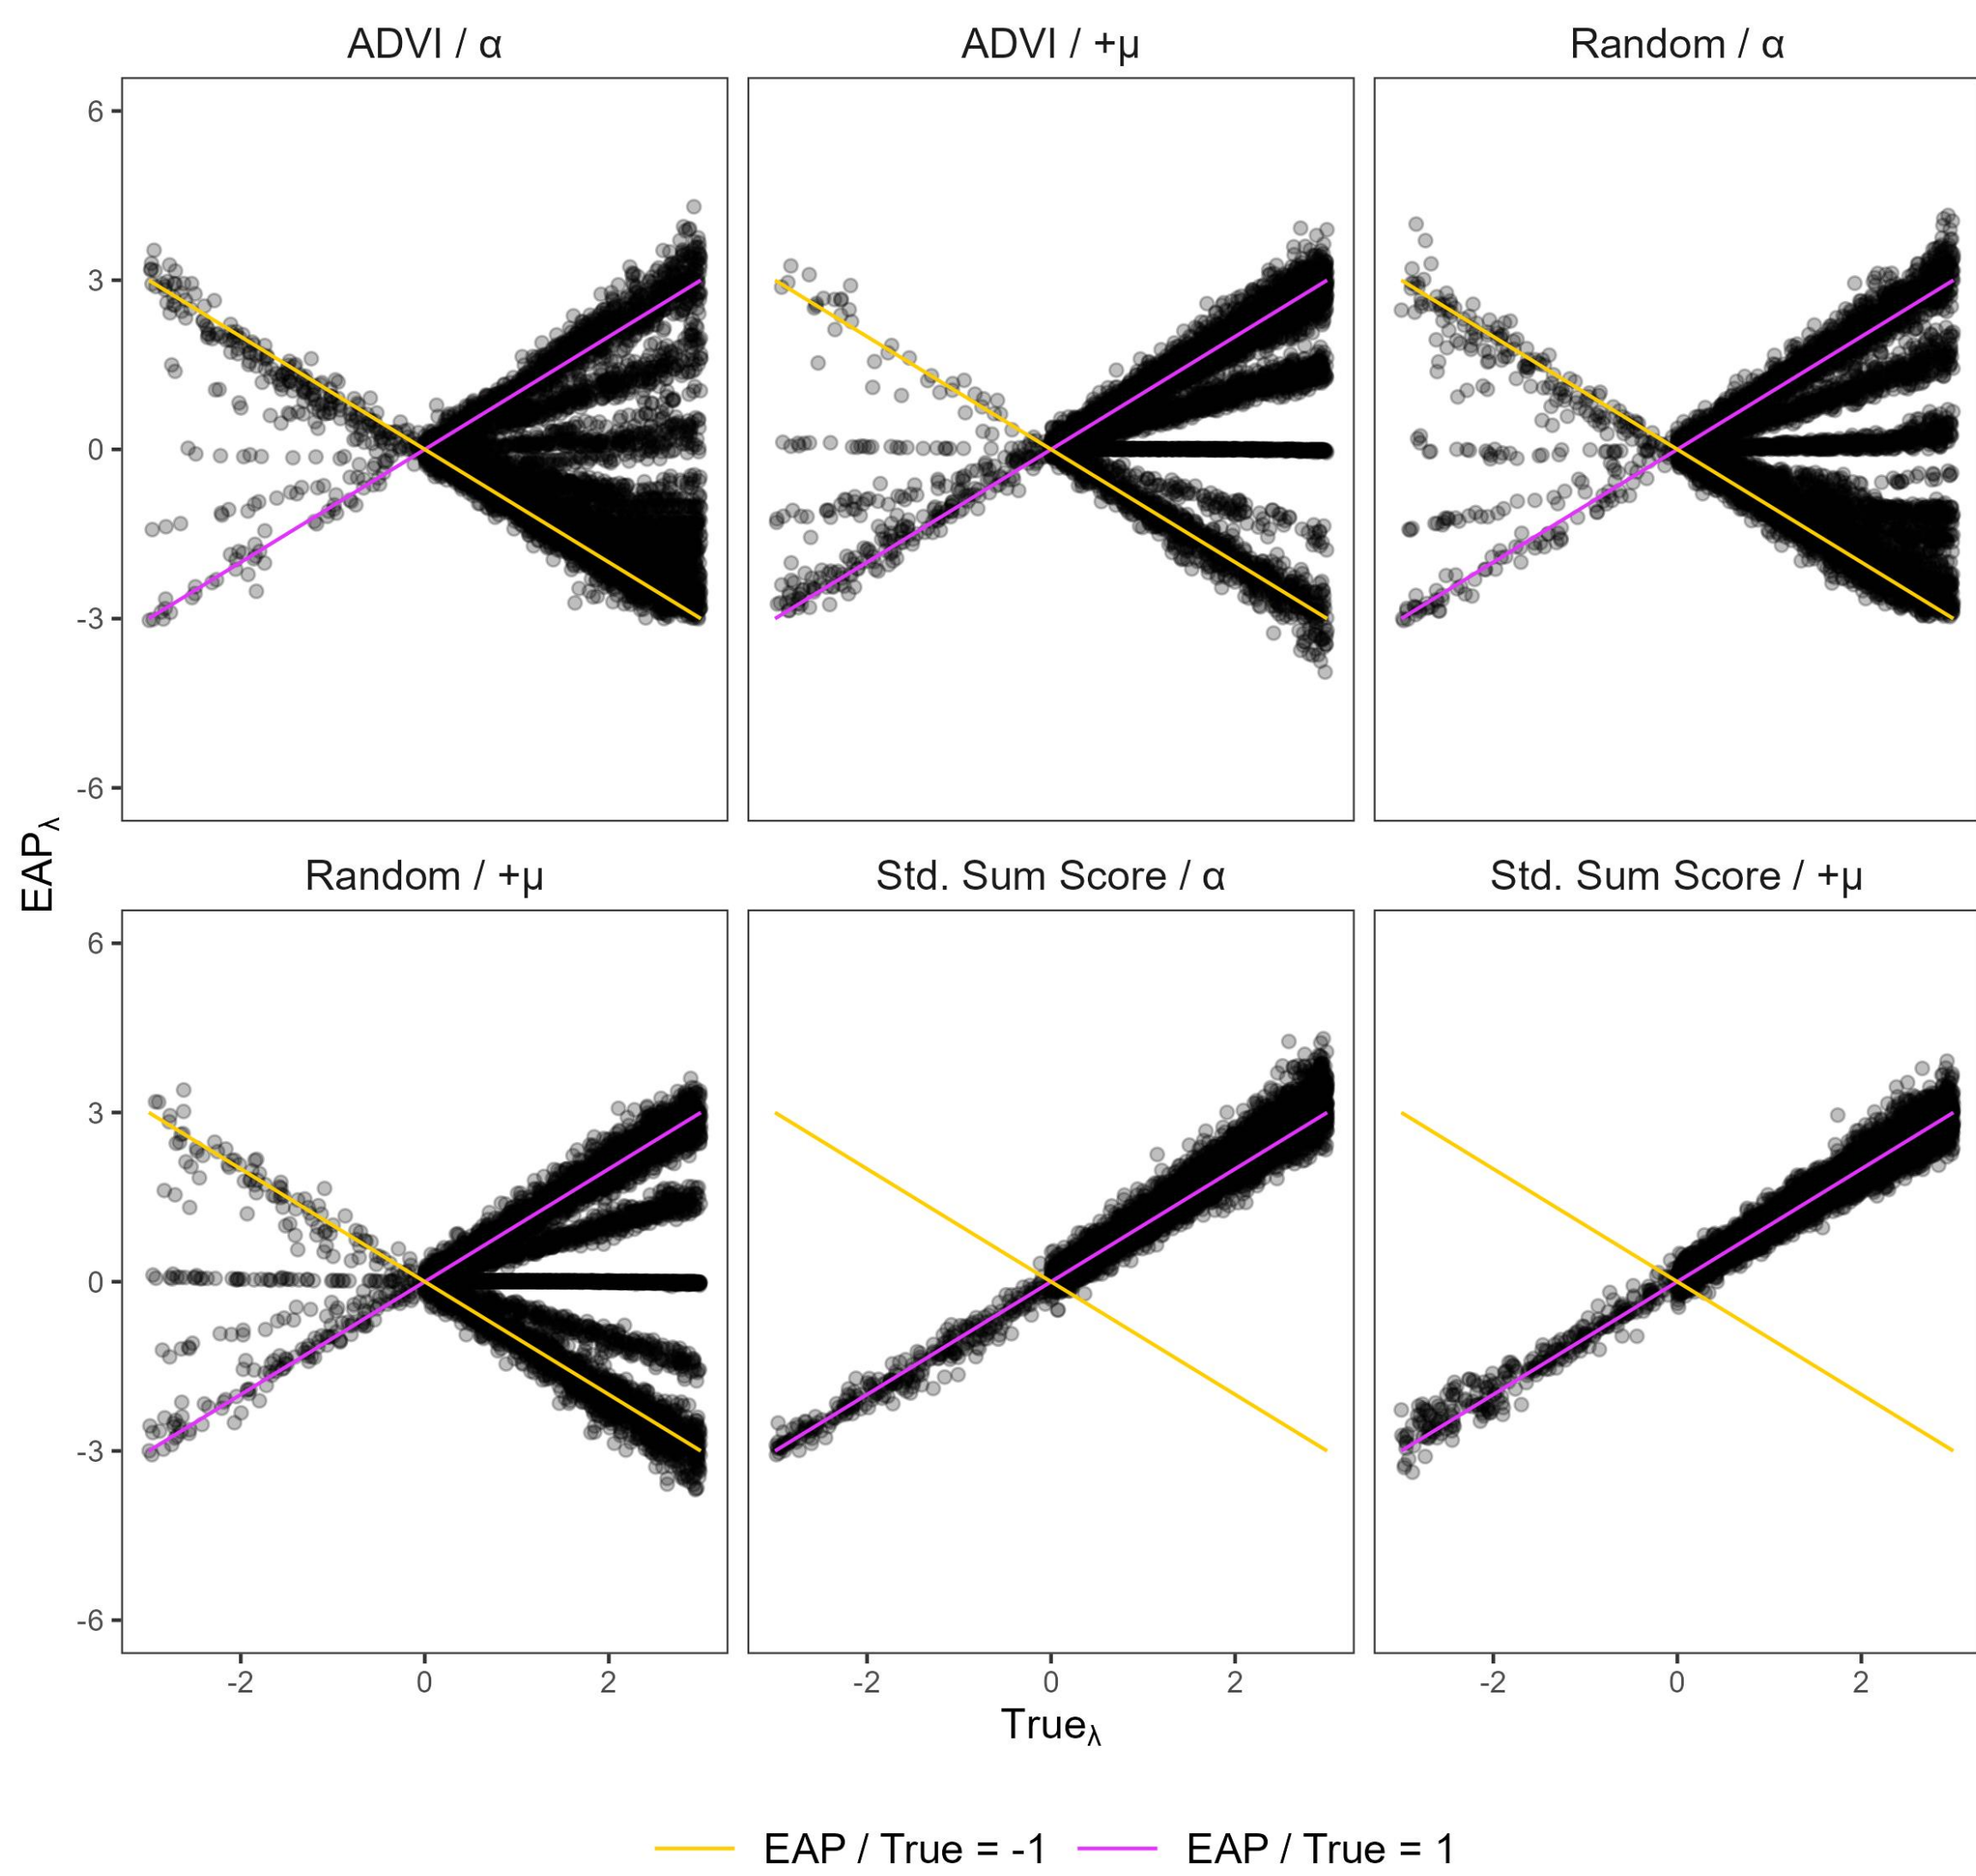 ADVI / α
ADVI / +μ
Random / α
6
3
0
-3
-6
EAPλ
Random / +μ
Std. Sum Score / α
Std. Sum Score / +μ
6
3
0
-3
-6
-2 0 2
-2 0 2
-2 0 2
Trueλ
EAP / True = -1
EAP / True = 1